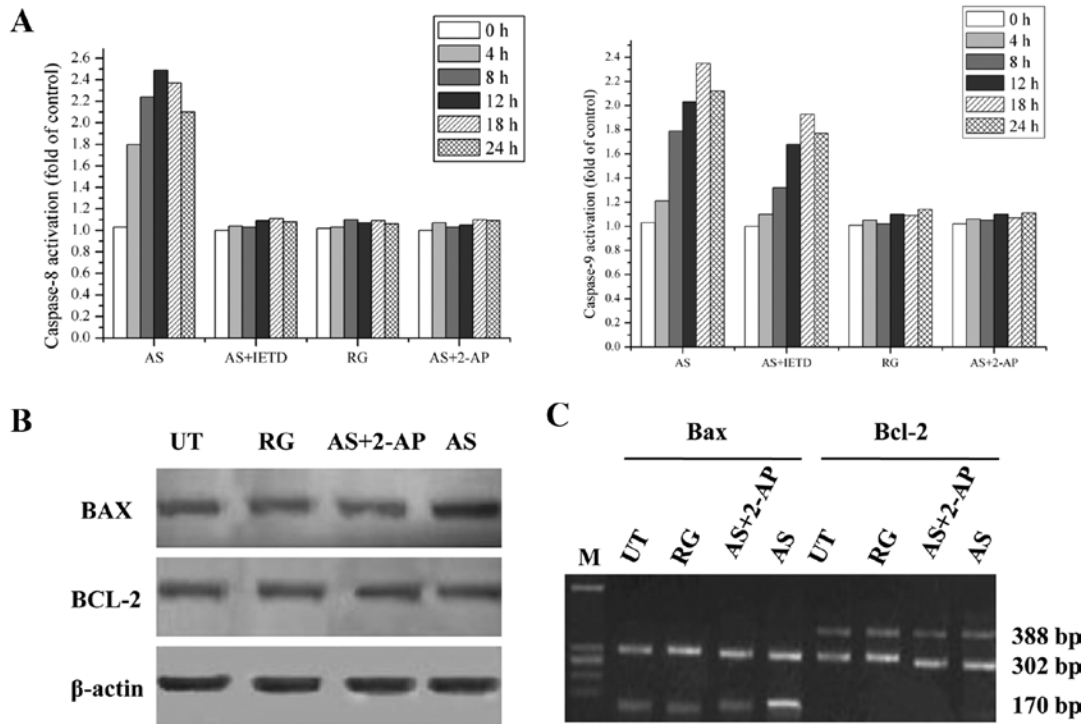 A
Caspase-8 activation (fold of control)
2.6
2.4
2.2
2.0
1.8
1.6
1.4
1.2
1.0
0.8
0.6
0.4
0.2
0.0
0 h
4 h
8 h
12 h
18 h
24 h
AS AS+IETD RG AS+2-AP
Caspase-9 activation (fold of control)
2.4
2.2
2.0
1.8
1.6
1.4
1.2
1.0
0.8
0.6
0.4
0.2
0.0
0 h
4 h
8 h
12 h
18 h
24 h
AS AS+IETD RG AS+2-AP
B
UT RG AS+2-AP AS
BAX
BCL-2
β-actin
C
Bax Bcl-2
M UT RG AS+2-AP AS UT RG AS+2-AP AS
388 bp
302 bp
170 bp